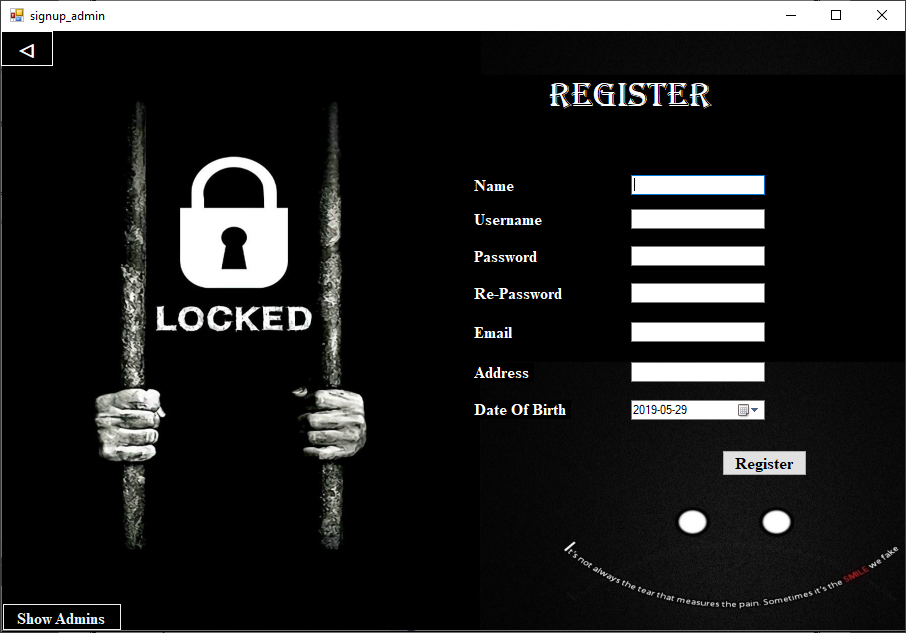 signup_admin
REGISTER
LOCKED
Name
Username
Password
Re-Password
Email
Address
Date Of Birth
2019-05-29
Register
It's not always the tear that measures the pain. Sometimes it's the SMILE we fake
Show Admins